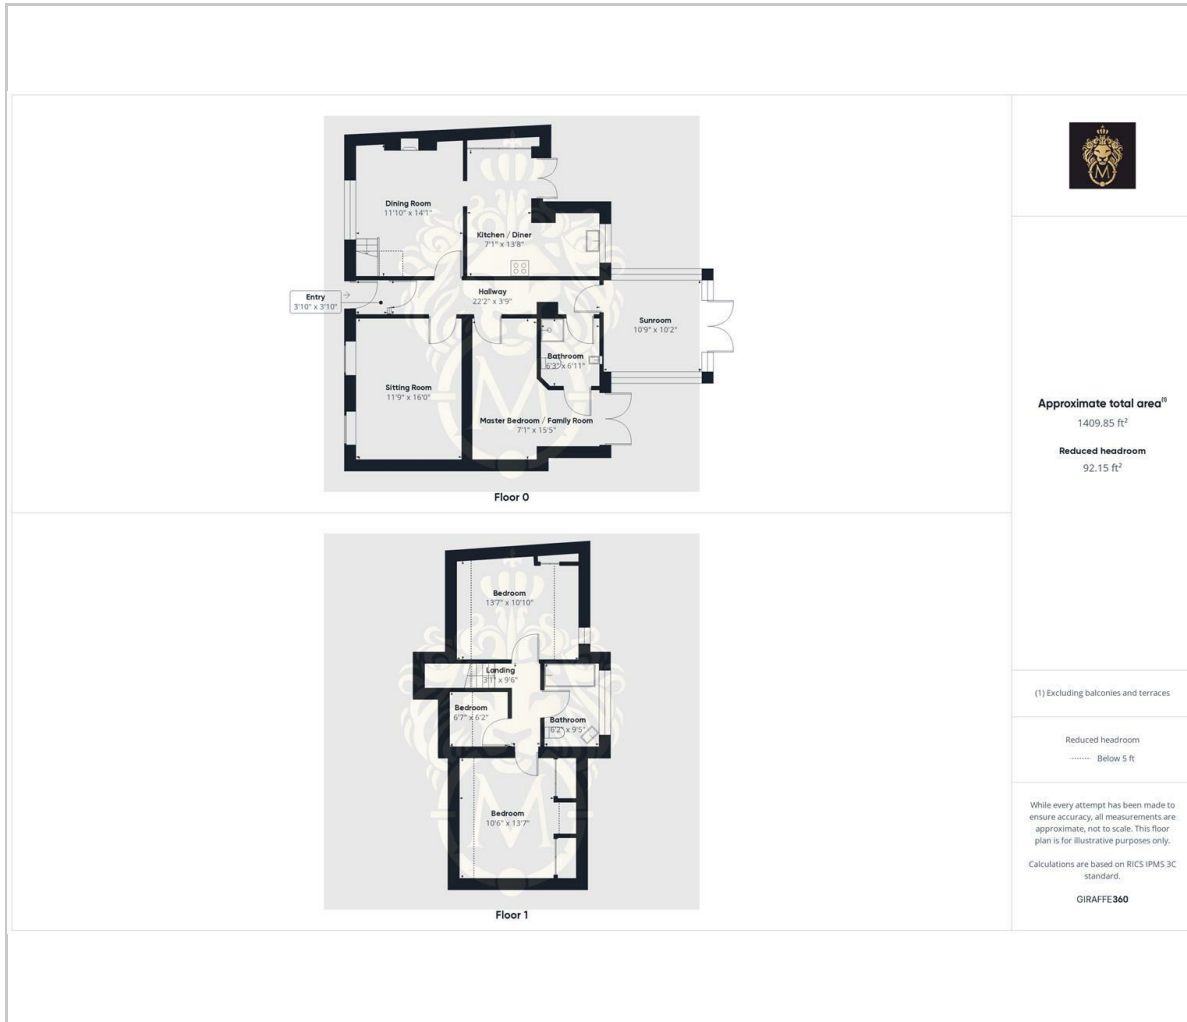 Dining Room
11'10" x 14'1"
Kitchen / Diner
7'1" x 13'8"
Entry
3'10" x 3'10"
Hallway
22'2" x 3'9"
Sunroom
10'9" x 10'2"
Bathroom
6'3" x 6'11"
Sitting Room
11'9" x 16'0"
Master Bedroom / Family Room
7'1" x 15'5"
Floor 0
Bedroom
13'7" x 10'10"
Landing
3'1" x 9'6"
Bedroom
6'7" x 6'2"
Bathroom
6'2" x 9'5"
Bedroom
10'6" x 13'7"
Floor 1
M
Approximate total area(1)
1409.85 ft²
Reduced headroom
92.15 ft²
(1) Excluding balconies and terraces
Reduced headroom
Below 5 ft
While every attempt has been made to
ensure accuracy, all measurements are
approximate, not to scale. This floor
plan is for illustrative purposes only.
Calculations are based on RICS IPMS 3C
standard.
GIRAFFE360